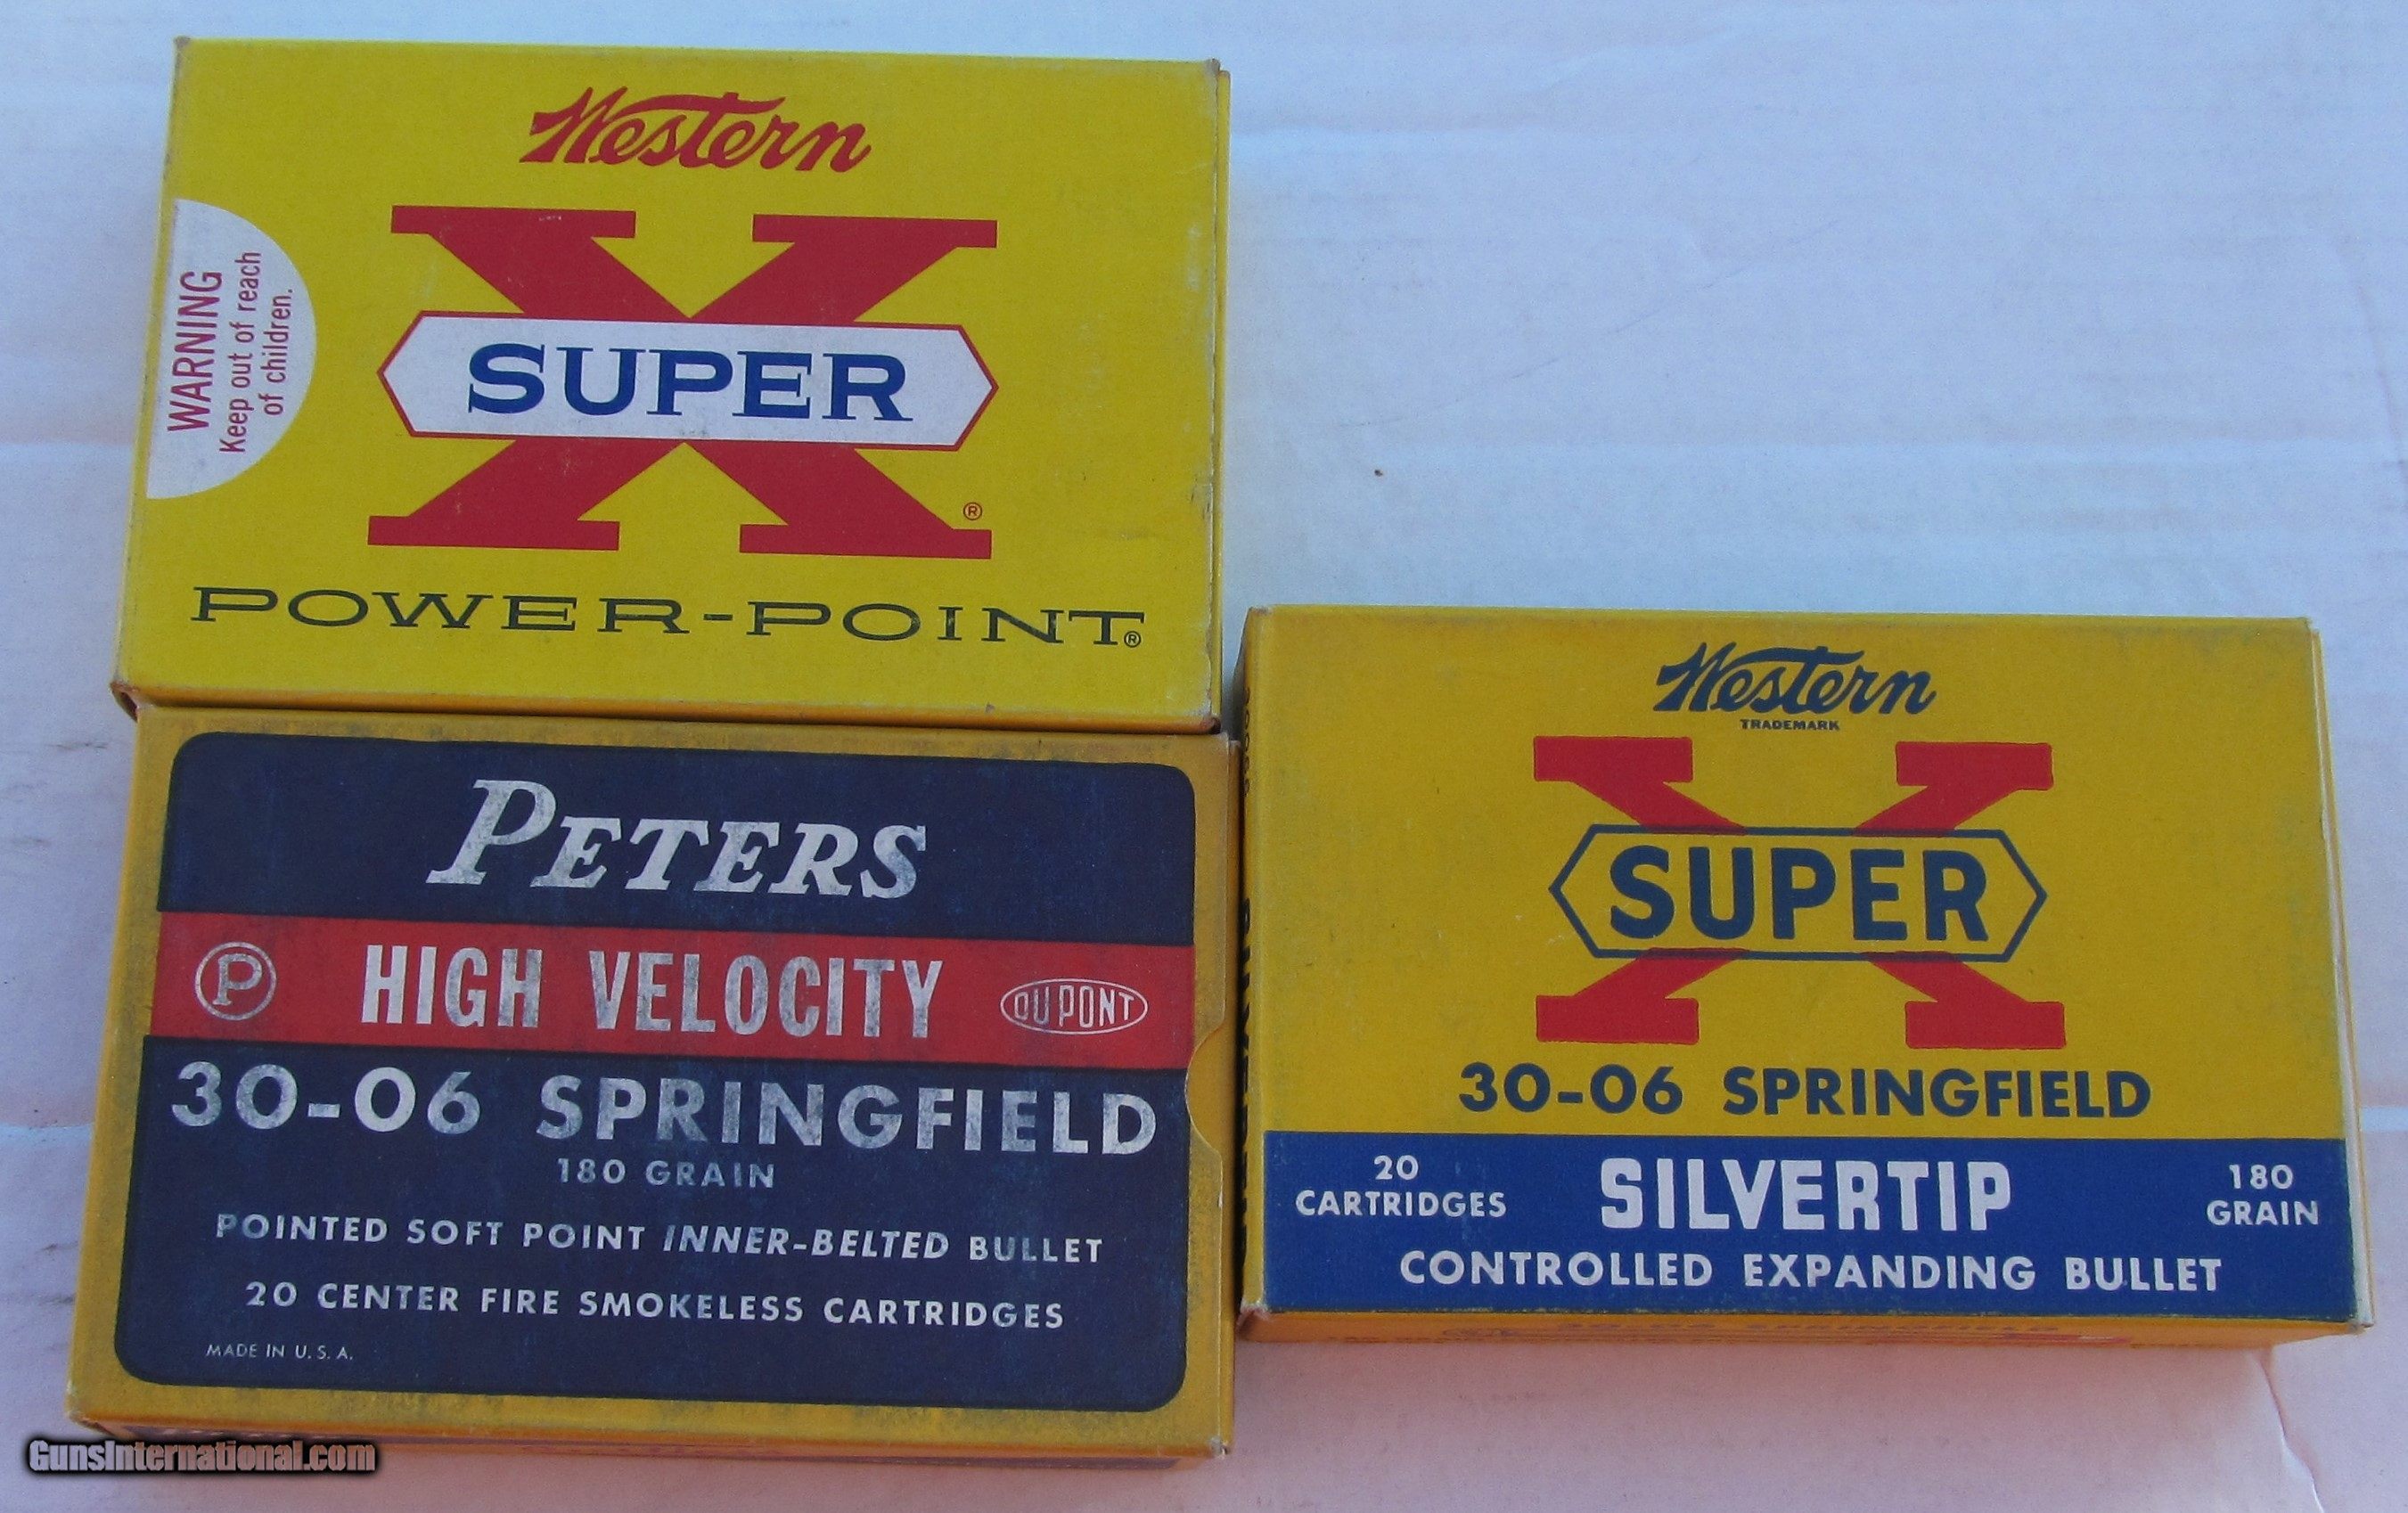 Western
WARNING
Keep out of reach
of children.
SUPER
X
®
POWER-POINT®
PETERS
P HIGH VELOCITY DU PONT
30-06 SPRINGFIELD
180 GRAIN
POINTED SOFT POINT INNER-BELTED BULLET
20 CENTER FIRE SMOKELESS CARTRIDGES
MADE IN U.S.A.
Western
TRADEMARK
SUPER
X
30-06 SPRINGFIELD
20
CARTRIDGES
SILVERTIP
180
GRAIN
CONTROLLED EXPANDING BULLET
GunsInternational.com